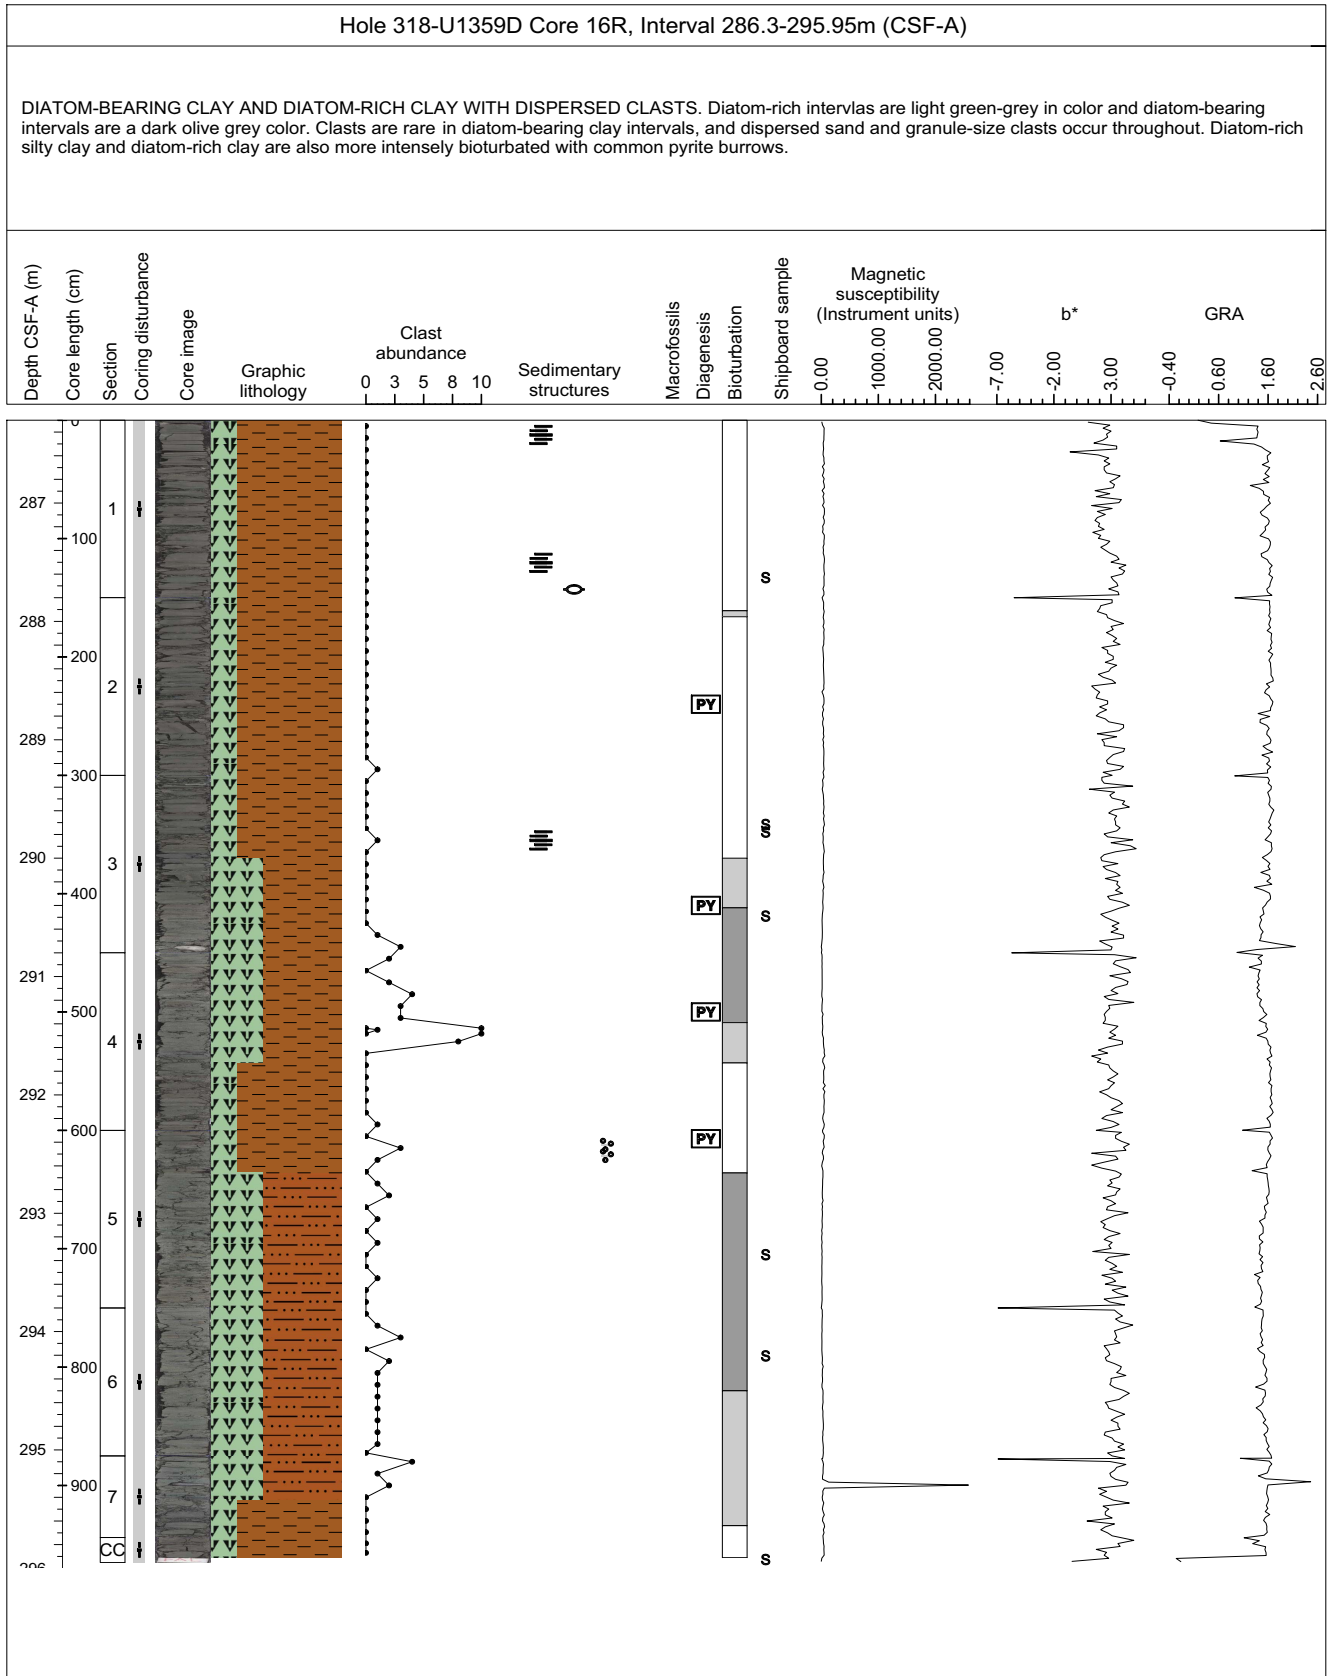 Hole 318-U1359D Core 16R, Interval 286.3-295.95m (CSF-A)
DIATOM-BEARING CLAY AND DIATOM-RICH CLAY WITH DISPERSED CLASTS. Diatom-rich intervlas are light green-grey in color and diatom-bearing
intervals are a dark olive grey color. Clasts are rare in diatom-bearing clay intervals, and dispersed sand and granule-size clasts occur throughout. Diatom-rich
silty clay and diatom-rich clay are also more intensely bioturbated with common pyrite burrows.
Depth CSF-A (m)
Core length (cm)
Section
Coring disturbance
Core image
Graphic
lithology
Clast
abundance
0 3 5 8 10
Sedimentary
structures
Macrofossils
Diagenesis
Bioturbation
Shipboard sample
Magnetic
susceptibility
(Instrument units)
0.00 10000.00 20000.00
b*
-7.00 -2.00 3.00
GRA
-0.40 0.60 1.60 2.60
0
287
1
100
S
288
200
2
PY
289
300
S
S
290
3
400
PY
S
291
500
PY
4
292
600
PY
293
5
700
S
294
S
800
6
295
900
7
CC
S
296